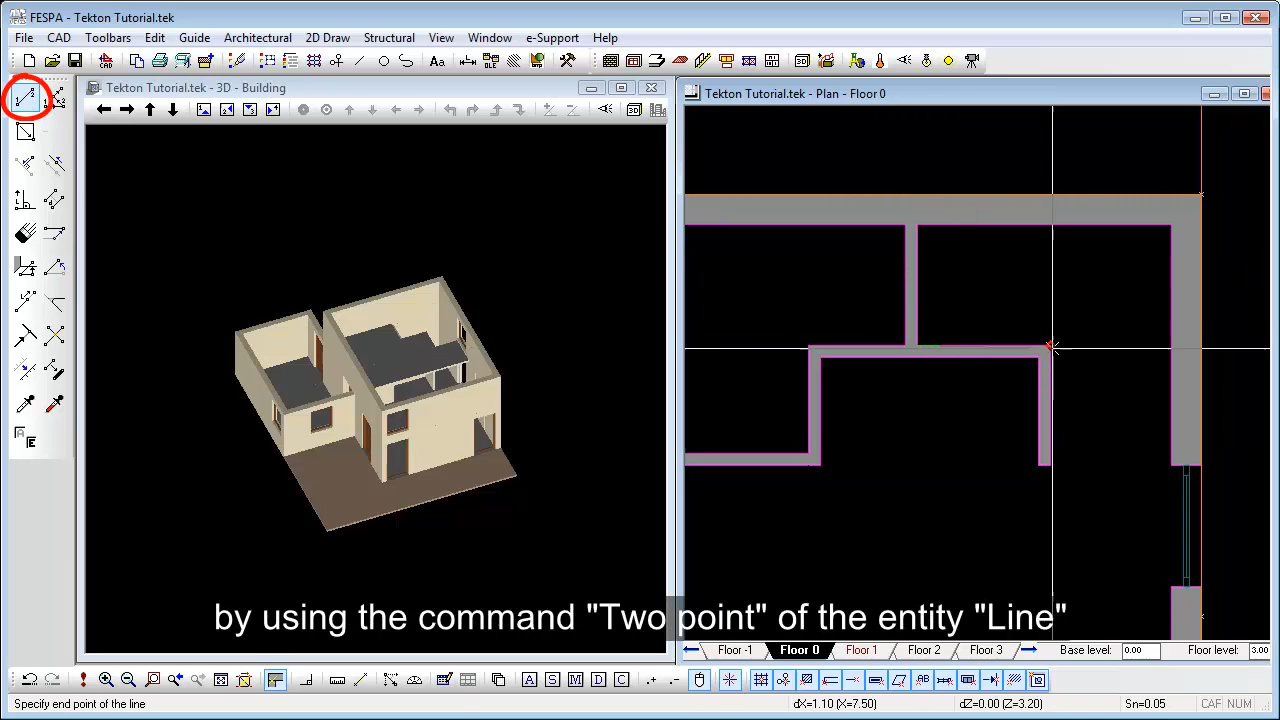 FESPA - Tekton Tutorial.tek
File CAD Toolbars Edit Guide Architectural 2D Draw Structural View Window e-Support Help
Tekton Tutorial.tek - 3D - Building
Tekton Tutorial.tek - Plan - Floor 0
by using the command "Two point" of the entity "Line"
Floor -1 Floor 0 Floor 1 Floor 2 Floor 3 Base level: 0.00 Floor level: 3.00
A S M D C
Specify end point of the line dX=1.10 (X=7.50) dZ=0.00 (Z=3.20) Sn=0.05 CAF NUM